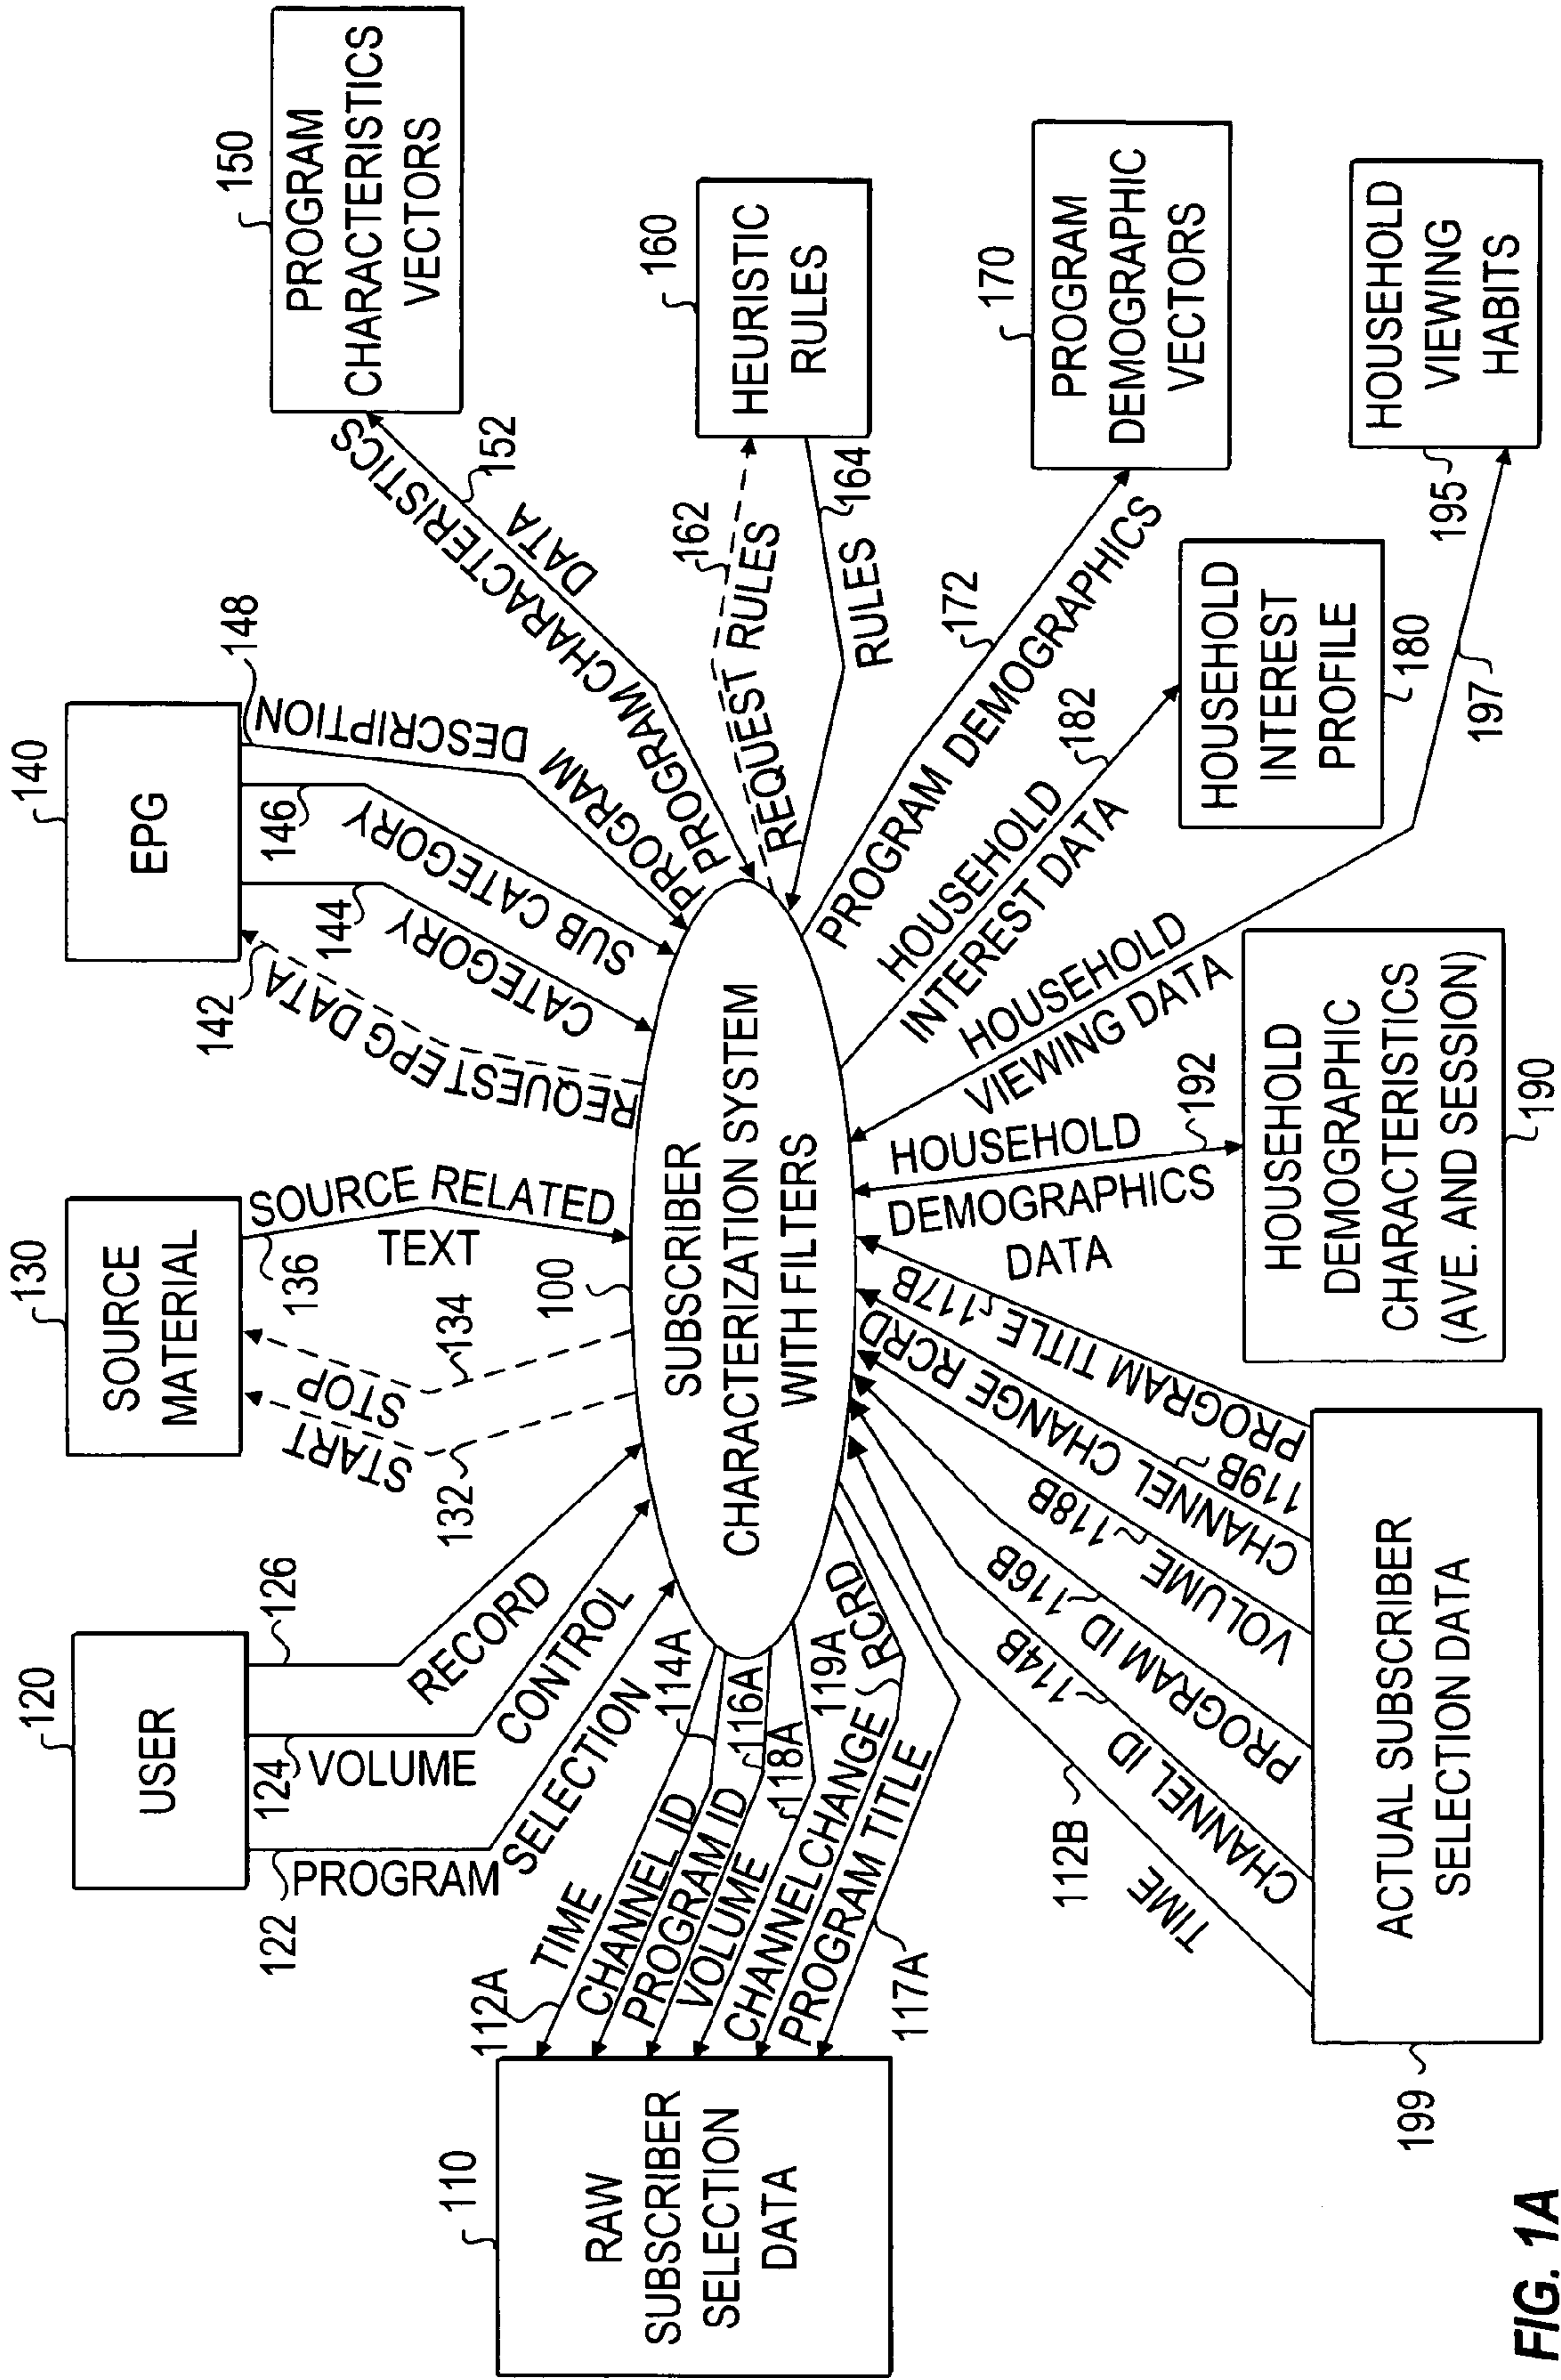 120
USER
122
PROGRAM
SELECTION
124
VOLUME
CONTROL
126
RECORD
130
SOURCE
MATERIAL
START
132
STOP
134
136
SOURCE RELATED
TEXT
140
EPG
142
REQUEST EPG DATA
144
CATEGORY
146
SUB CATEGORY
148
PROGRAM DESCRIPTION
150
PROGRAM
CHARACTERISTICS
VECTORS
PROGRAM CHARACTERISTICS
DATA
152
160
HEURISTIC
RULES
162
REQUEST RULES
164
RULES
170
PROGRAM
DEMOGRAPHIC
VECTORS
172
PROGRAM DEMOGRAPHICS
HOUSEHOLD
INTEREST
PROFILE
180
182
HOUSEHOLD
INTEREST DATA
195
HOUSEHOLD
VIEWING
HABITS
197
HOUSEHOLD
VIEWING DATA
HOUSEHOLD
DEMOGRAPHIC
CHARACTERISTICS
(AVE. AND SESSION)
190
192
HOUSEHOLD
DEMOGRAPHICS
DATA
100
SUBSCRIBER
CHARACTERIZATION SYSTEM
WITH FILTERS
110
RAW
SUBSCRIBER
SELECTION
DATA
112A
TIME
114A
CHANNEL ID
116A
PROGRAM ID
118A
VOLUME
119A
CHANNEL CHANGE RCRD
PROGRAM TITLE
117A
199
ACTUAL SUBSCRIBER
SELECTION DATA
TIME
112B
CHANNEL ID
114B
PROGRAM ID 116B
VOLUME 118B
CHANNEL CHANGE RCRD
119B
PROGRAM TITLE 117B
FIG. 1A